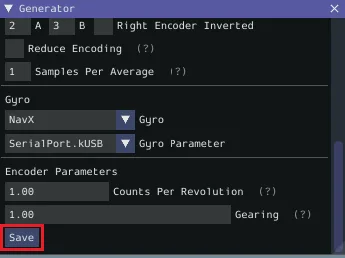 Generator
2 A 3 B Right Encoder Inverted
Reduce Encoding (?)
1 Samples Per Average (?)
Gyro
NavX Gyro
SerialPort.kUSB Gyro Parameter
Encoder Parameters
1.00 Counts Per Revolution (?)
1.00 Gearing (?)
Save